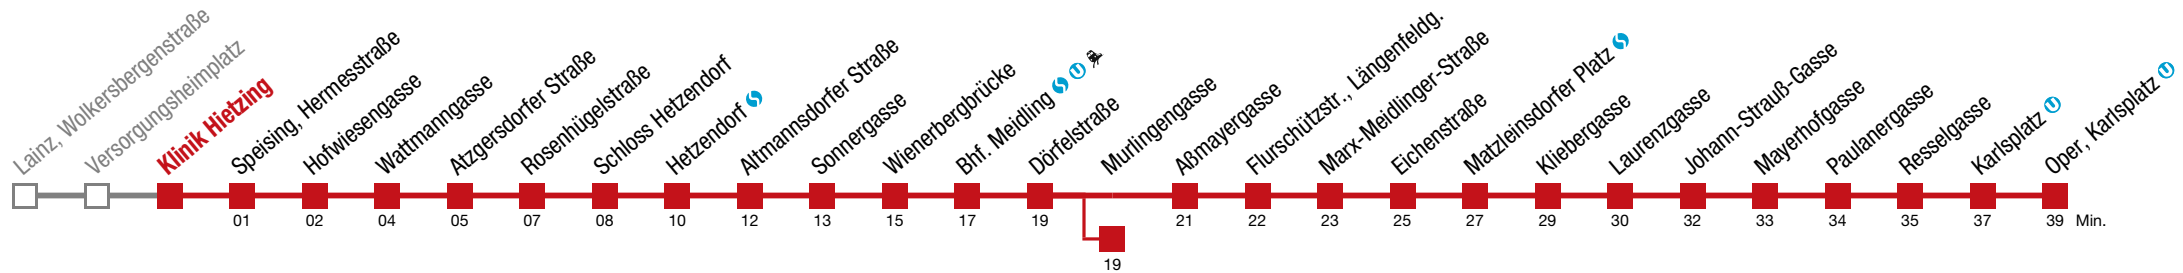 Lainz, Wolkersbergenstraße
Versorgungsheimplatz
Klinik Hietzing
Speising, Hermesstraße
Hofwiesengasse
Wattmanngasse
Atzgersdorfer Straße
Rosenhügelstraße
Schloss Hetzendorf
Hetzendorf S
Altmannsdorfer Straße
Sonnergasse
Wienerbergbrücke
Bhf. Meidling S U
Dörfelstraße
Murlingengasse
Aßmayergasse
Flurschützstr., Längenfeldg.
Marx-Meidlinger-Straße
Eichenstraße
Matzleinsdorfer Platz S
Kliebergasse
Laurenzgasse
Johann-Strauß-Gasse
Mayerhofgasse
Paulanergasse
Resselgasse
Karlsplatz U
Oper, Karlsplatz U
01 02 04 05 07 08 10 12 13 15 17 19 21 22 23 25 27 29 30 32 33 34 35 37 39 Min.
19